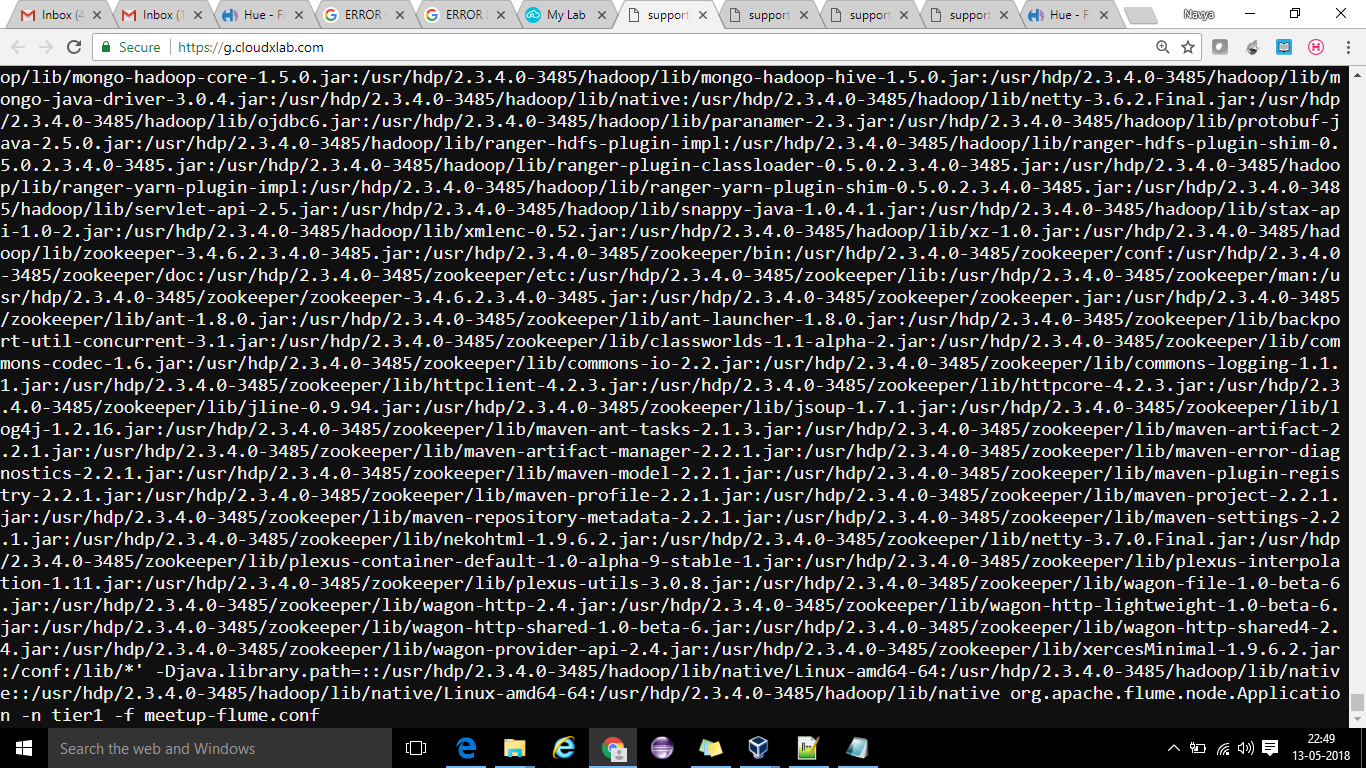 Inbox (4
Inbox (1
Hue - Fi
ERROR :
ERROR
My Lab
support
support
support
support
Hue - Fi
Navya
Secure
https://g.cloudxlab.com
op/lib/mongo-hadoop-core-1.5.0.jar:/usr/hdp/2.3.4.0-3485/hadoop/lib/mongo-hadoop-hive-1.5.0.jar:/usr/hdp/2.3.4.0-3485/hadoop/lib/m
ongo-java-driver-3.0.4.jar:/usr/hdp/2.3.4.0-3485/hadoop/lib/native:/usr/hdp/2.3.4.0-3485/hadoop/lib/netty-3.6.2.Final.jar:/usr/hdp
/2.3.4.0-3485/hadoop/lib/ojdbc6.jar:/usr/hdp/2.3.4.0-3485/hadoop/lib/paranamer-2.3.jar:/usr/hdp/2.3.4.0-3485/hadoop/lib/protobuf-j
ava-2.5.0.jar:/usr/hdp/2.3.4.0-3485/hadoop/lib/ranger-hdfs-plugin-impl:/usr/hdp/2.3.4.0-3485/hadoop/lib/ranger-hdfs-plugin-shim-0.
5.0.2.3.4.0-3485.jar:/usr/hdp/2.3.4.0-3485/hadoop/lib/ranger-plugin-classloader-0.5.0.2.3.4.0-3485.jar:/usr/hdp/2.3.4.0-3485/hadoo
p/lib/ranger-yarn-plugin-impl:/usr/hdp/2.3.4.0-3485/hadoop/lib/ranger-yarn-plugin-shim-0.5.0.2.3.4.0-3485.jar:/usr/hdp/2.3.4.0-348
5/hadoop/lib/servlet-api-2.5.jar:/usr/hdp/2.3.4.0-3485/hadoop/lib/snappy-java-1.0.4.1.jar:/usr/hdp/2.3.4.0-3485/hadoop/lib/stax-ap
i-1.0-2.jar:/usr/hdp/2.3.4.0-3485/hadoop/lib/xmlenc-0.52.jar:/usr/hdp/2.3.4.0-3485/hadoop/lib/xz-1.0.jar:/usr/hdp/2.3.4.0-3485/had
oop/lib/zookeeper-3.4.6.2.3.4.0-3485.jar:/usr/hdp/2.3.4.0-3485/zookeeper/bin:/usr/hdp/2.3.4.0-3485/zookeeper/conf:/usr/hdp/2.3.4.0
-3485/zookeeper/doc:/usr/hdp/2.3.4.0-3485/zookeeper/etc:/usr/hdp/2.3.4.0-3485/zookeeper/lib:/usr/hdp/2.3.4.0-3485/zookeeper/man:/u
sr/hdp/2.3.4.0-3485/zookeeper/zookeeper-3.4.6.2.3.4.0-3485.jar:/usr/hdp/2.3.4.0-3485/zookeeper/zookeeper.jar:/usr/hdp/2.3.4.0-3485
/zookeeper/lib/ant-1.8.0.jar:/usr/hdp/2.3.4.0-3485/zookeeper/lib/ant-launcher-1.8.0.jar:/usr/hdp/2.3.4.0-3485/zookeeper/lib/backpo
rt-util-concurrent-3.1.jar:/usr/hdp/2.3.4.0-3485/zookeeper/lib/classworlds-1.1-alpha-2.jar:/usr/hdp/2.3.4.0-3485/zookeeper/lib/com
mons-codec-1.6.jar:/usr/hdp/2.3.4.0-3485/zookeeper/lib/commons-io-2.2.jar:/usr/hdp/2.3.4.0-3485/zookeeper/lib/commons-logging-1.1.
1.jar:/usr/hdp/2.3.4.0-3485/zookeeper/lib/httpclient-4.2.3.jar:/usr/hdp/2.3.4.0-3485/zookeeper/lib/httpcore-4.2.3.jar:/usr/hdp/2.3
.4.0-3485/zookeeper/lib/jline-0.9.94.jar:/usr/hdp/2.3.4.0-3485/zookeeper/lib/jsoup-1.7.1.jar:/usr/hdp/2.3.4.0-3485/zookeeper/lib/l
og4j-1.2.16.jar:/usr/hdp/2.3.4.0-3485/zookeeper/lib/maven-ant-tasks-2.1.3.jar:/usr/hdp/2.3.4.0-3485/zookeeper/lib/maven-artifact-2
.2.1.jar:/usr/hdp/2.3.4.0-3485/zookeeper/lib/maven-artifact-manager-2.2.1.jar:/usr/hdp/2.3.4.0-3485/zookeeper/lib/maven-error-diag
nostics-2.2.1.jar:/usr/hdp/2.3.4.0-3485/zookeeper/lib/maven-model-2.2.1.jar:/usr/hdp/2.3.4.0-3485/zookeeper/lib/maven-plugin-regis
try-2.2.1.jar:/usr/hdp/2.3.4.0-3485/zookeeper/lib/maven-profile-2.2.1.jar:/usr/hdp/2.3.4.0-3485/zookeeper/lib/maven-project-2.2.1.
jar:/usr/hdp/2.3.4.0-3485/zookeeper/lib/maven-repository-metadata-2.2.1.jar:/usr/hdp/2.3.4.0-3485/zookeeper/lib/maven-settings-2.2
.1.jar:/usr/hdp/2.3.4.0-3485/zookeeper/lib/nekohtml-1.9.6.2.jar:/usr/hdp/2.3.4.0-3485/zookeeper/lib/netty-3.7.0.Final.jar:/usr/hdp
/2.3.4.0-3485/zookeeper/lib/plexus-container-default-1.0-alpha-9-stable-1.jar:/usr/hdp/2.3.4.0-3485/zookeeper/lib/plexus-interpola
tion-1.11.jar:/usr/hdp/2.3.4.0-3485/zookeeper/lib/plexus-utils-3.0.8.jar:/usr/hdp/2.3.4.0-3485/zookeeper/lib/wagon-file-1.0-beta-6
.jar:/usr/hdp/2.3.4.0-3485/zookeeper/lib/wagon-http-2.4.jar:/usr/hdp/2.3.4.0-3485/zookeeper/lib/wagon-http-lightweight-1.0-beta-6.
jar:/usr/hdp/2.3.4.0-3485/zookeeper/lib/wagon-http-shared-1.0-beta-6.jar:/usr/hdp/2.3.4.0-3485/zookeeper/lib/wagon-http-shared4-2.
4.jar:/usr/hdp/2.3.4.0-3485/zookeeper/lib/wagon-provider-api-2.4.jar:/usr/hdp/2.3.4.0-3485/zookeeper/lib/xercesMinimal-1.9.6.2.jar
:/conf:/lib/*' -Djava.library.path=::/usr/hdp/2.3.4.0-3485/hadoop/lib/native/Linux-amd64-64:/usr/hdp/2.3.4.0-3485/hadoop/lib/nativ
e::/usr/hdp/2.3.4.0-3485/hadoop/lib/native/Linux-amd64-64:/usr/hdp/2.3.4.0-3485/hadoop/lib/native org.apache.flume.node.Applicatio
n -n tier1 -f meetup-flume.conf
Search the web and Windows
22:49
13-05-2018